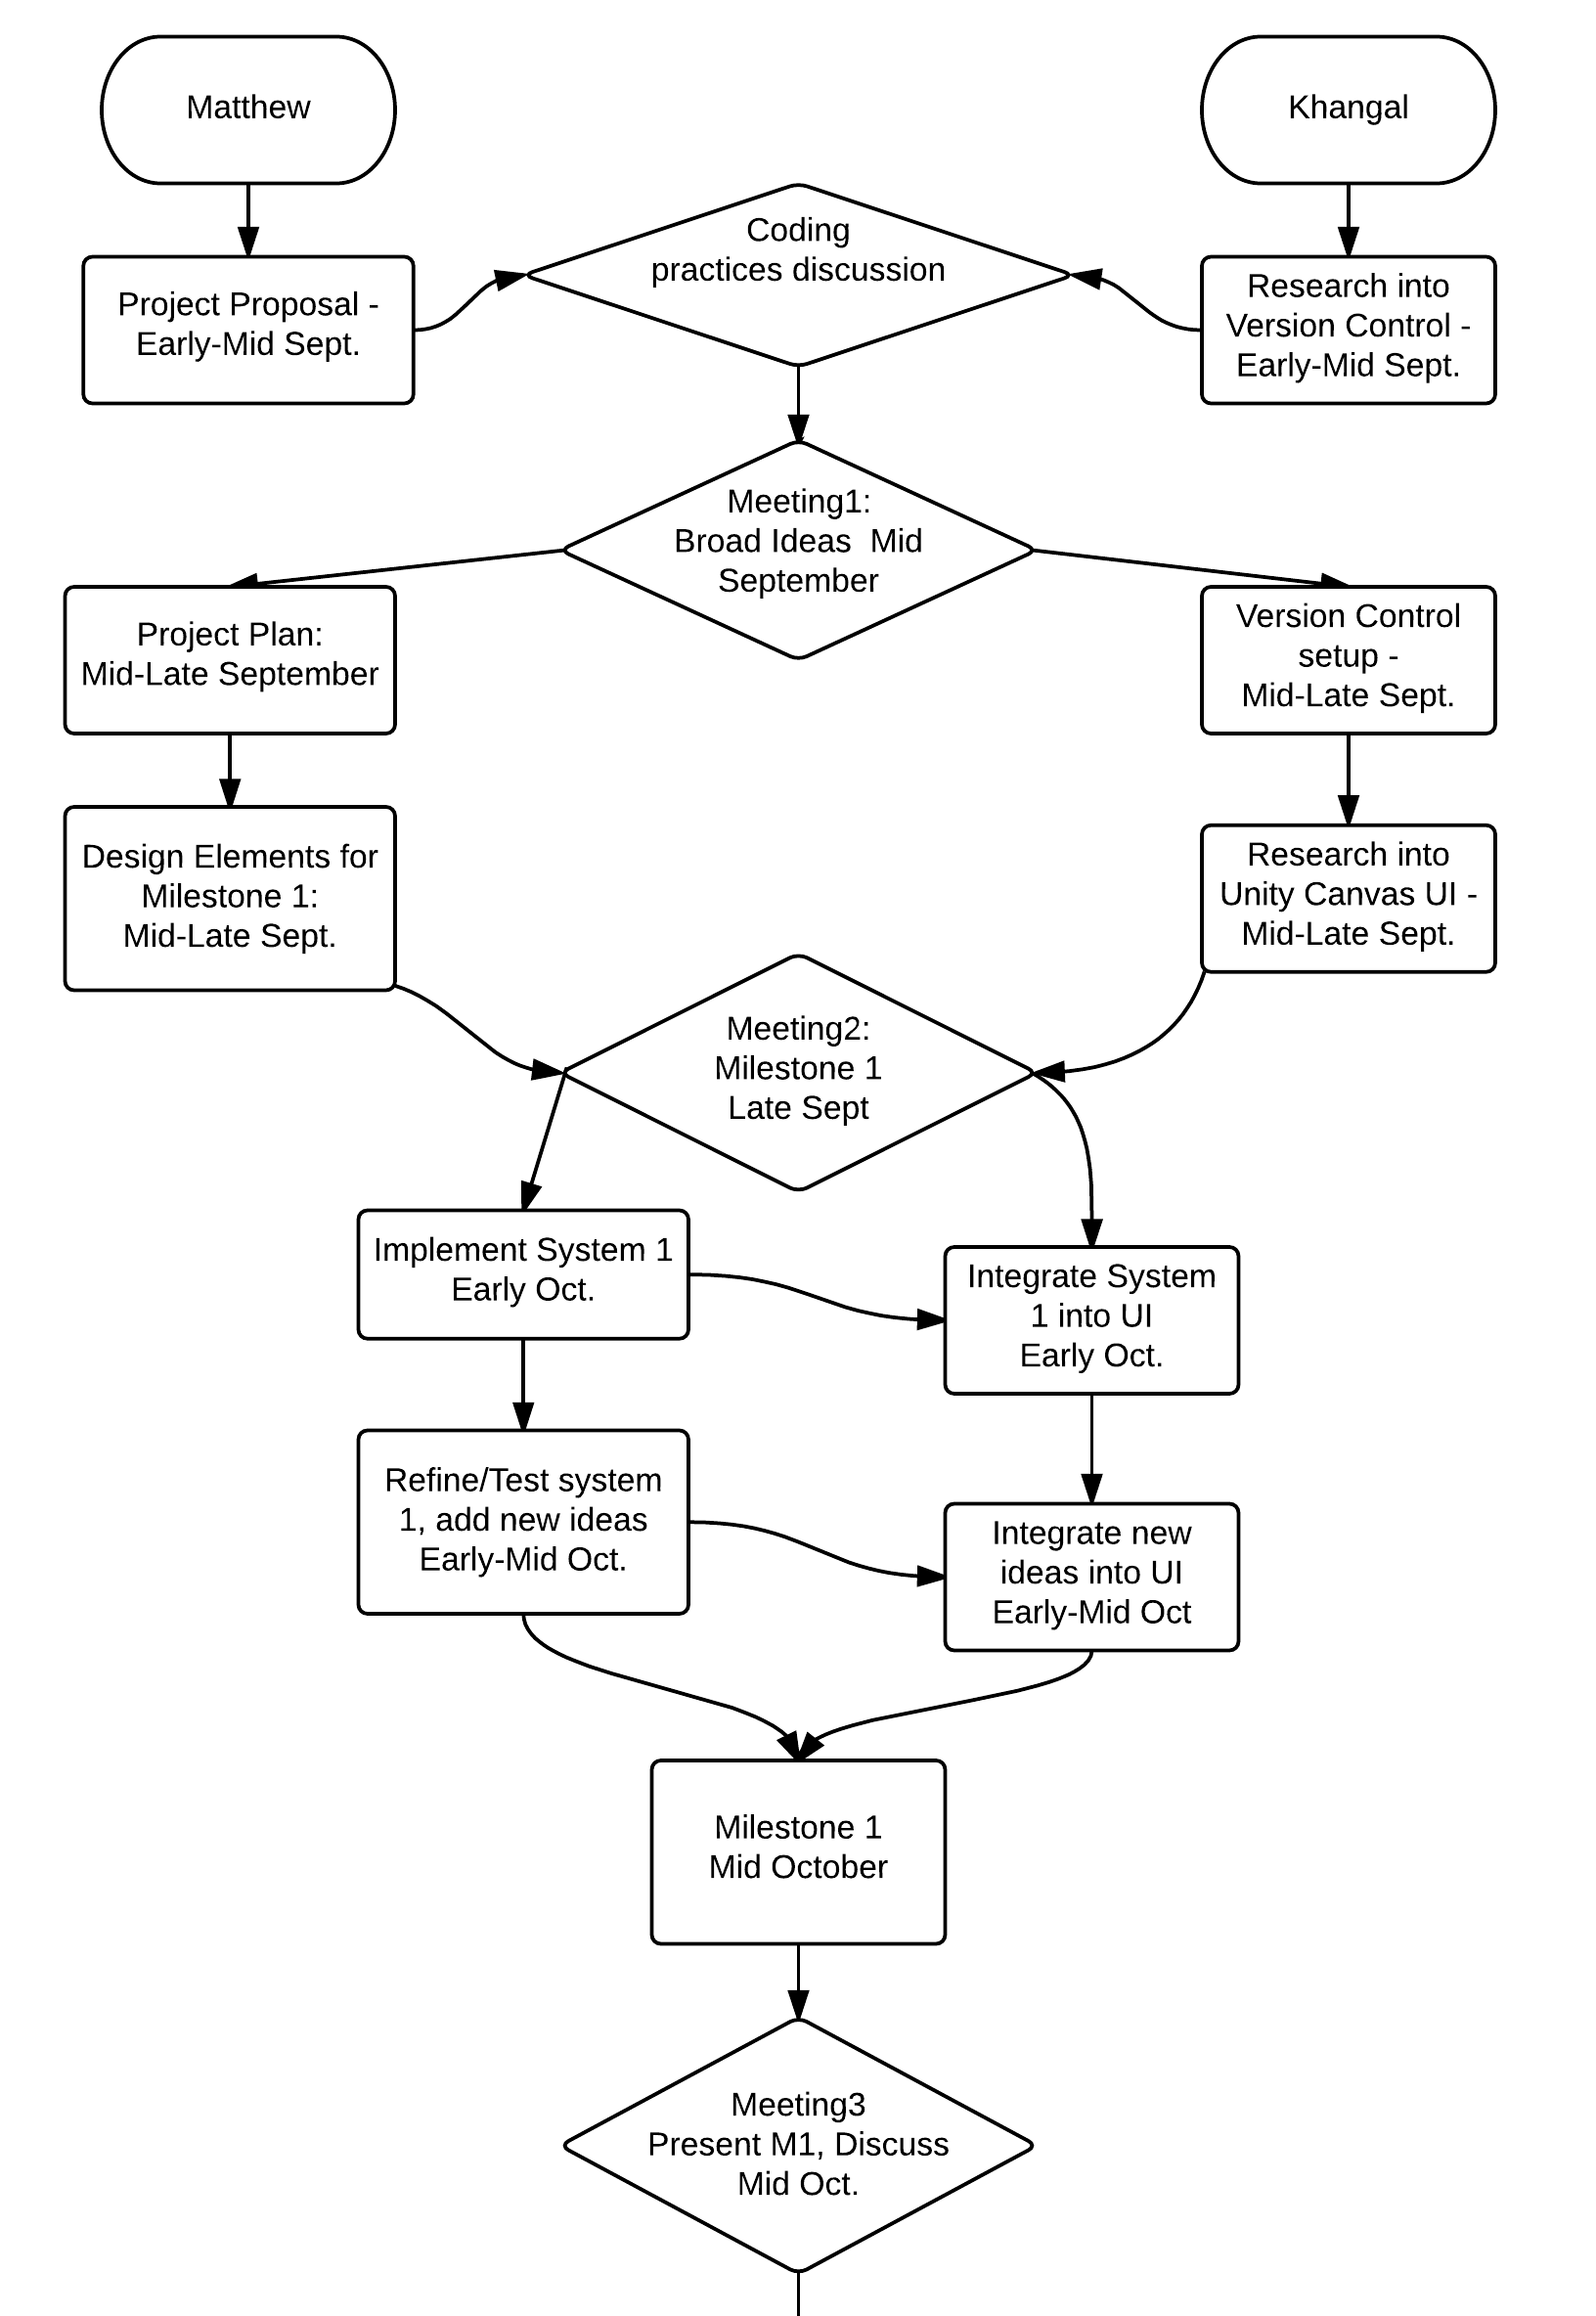 Matthew
Khangal
Coding
practices discussion
Project Proposal -
Early-Mid Sept.
Research into
Version Control -
Early-Mid Sept.
Meeting1:
Broad Ideas  Mid
September
Project Plan:
Mid-Late September
Version Control
setup -
Mid-Late Sept.
Design Elements for
Milestone 1:
Mid-Late Sept.
Research into
Unity Canvas UI -
Mid-Late Sept.
Meeting2:
Milestone 1
Late Sept
Implement System 1
Early Oct.
Integrate System
1 into UI
Early Oct.
Refine/Test system
1, add new ideas
Early-Mid Oct.
Integrate new
ideas into UI
Early-Mid Oct
Milestone 1
Mid October
Meeting3
Present M1, Discuss
Mid Oct.